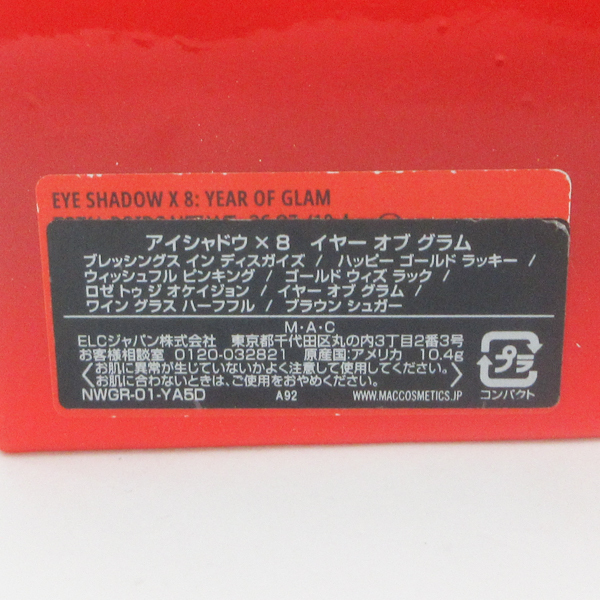 EYE SHADOW X 8: YEAR OF GLAM
アイシャドウ×8 イヤー オブ グラム
ブレッシングス イン ディスガイズ / ハッピー ゴールド ラッキー /
ウィッシュフル ピンキング / ゴールド ウィズ ラック /
ロゼ トゥ ジ オケイジョン / イヤー オブ グラム /
ワイン グラス ハーフフル / ブラウン シュガー
M·A·C
ELCジャパン株式会社 東京都千代田区丸の内3丁目2番3号
お客様相談室 0120-032821 原産国:アメリカ 10.4g
〈お肌に異常が生じていないかよく注意して使用してください。
お肌に合わないときは、ご使用をおやめください。〉
NWGR-01-YA5D A92 WWW.MACCOSMETICS.JP
プラ
コンパクト